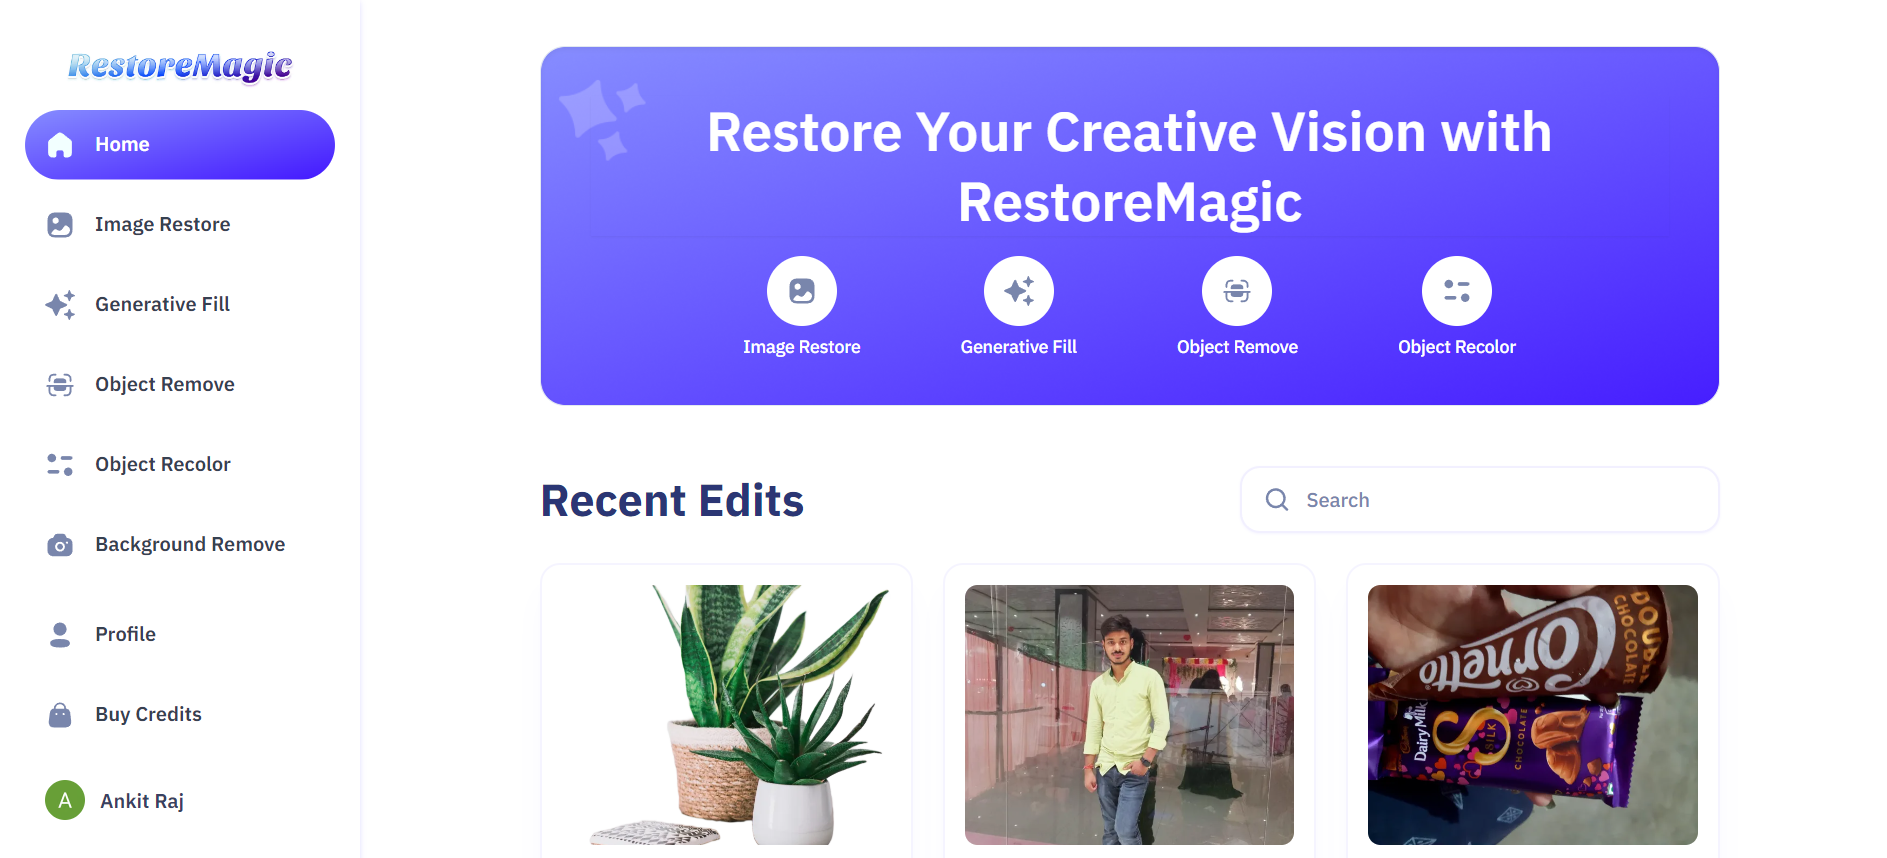 RestoreMagic
Home
Image Restore
Generative Fill
Object Remove
Object Recolor
Background Remove
Profile
Buy Credits
A
Ankit Raj
Restore Your Creative Vision with
RestoreMagic
Image Restore
Generative Fill
Object Remove
Object Recolor
Recent Edits
Search
Cornetto
DOUBLE
CHOCOLATE
Cadbury
Dairy Milk
SILK
CHOCOLATE